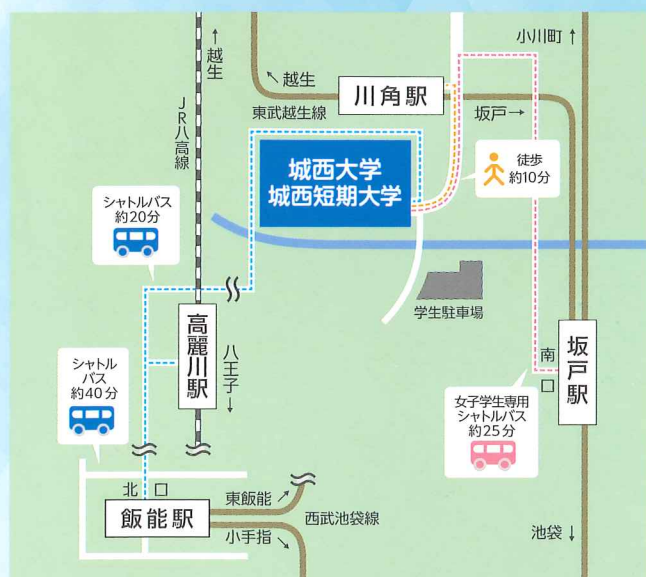 小川町↑
↑越生
↖越生
川角駅
東武越生線
坂戸→
JR八高線
城西大学
城西短期大学
徒歩
約10分
シャトルバス
約20分
学生駐車場
高麗川駅
八王子↓
坂戸駅
南口
シャトル
バス
約40分
女子学生専用
シャトルバス
約25分
北口
飯能駅
東飯能↗
小手指↘
西武池袋線
池袋↓